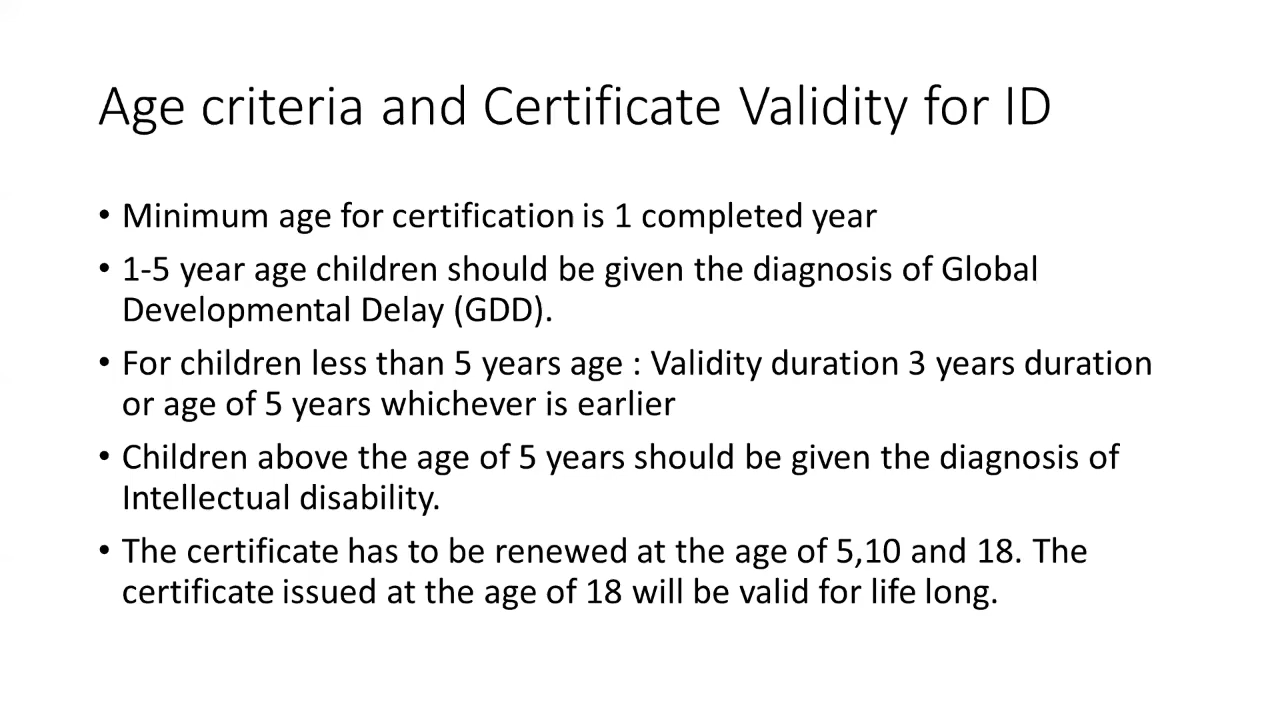 Age criteria and Certificate Validity for ID
• Minimum age for certification is 1 completed year
• 1-5 year age children should be given the diagnosis of Global
Developmental Delay (GDD).
• For children less than 5 years age : Validity duration 3 years duration
or age of 5 years whichever is earlier
• Children above the age of 5 years should be given the diagnosis of
Intellectual disability.
• The certificate has to be renewed at the age of 5,10 and 18. The
certificate issued at the age of 18 will be valid for life long.